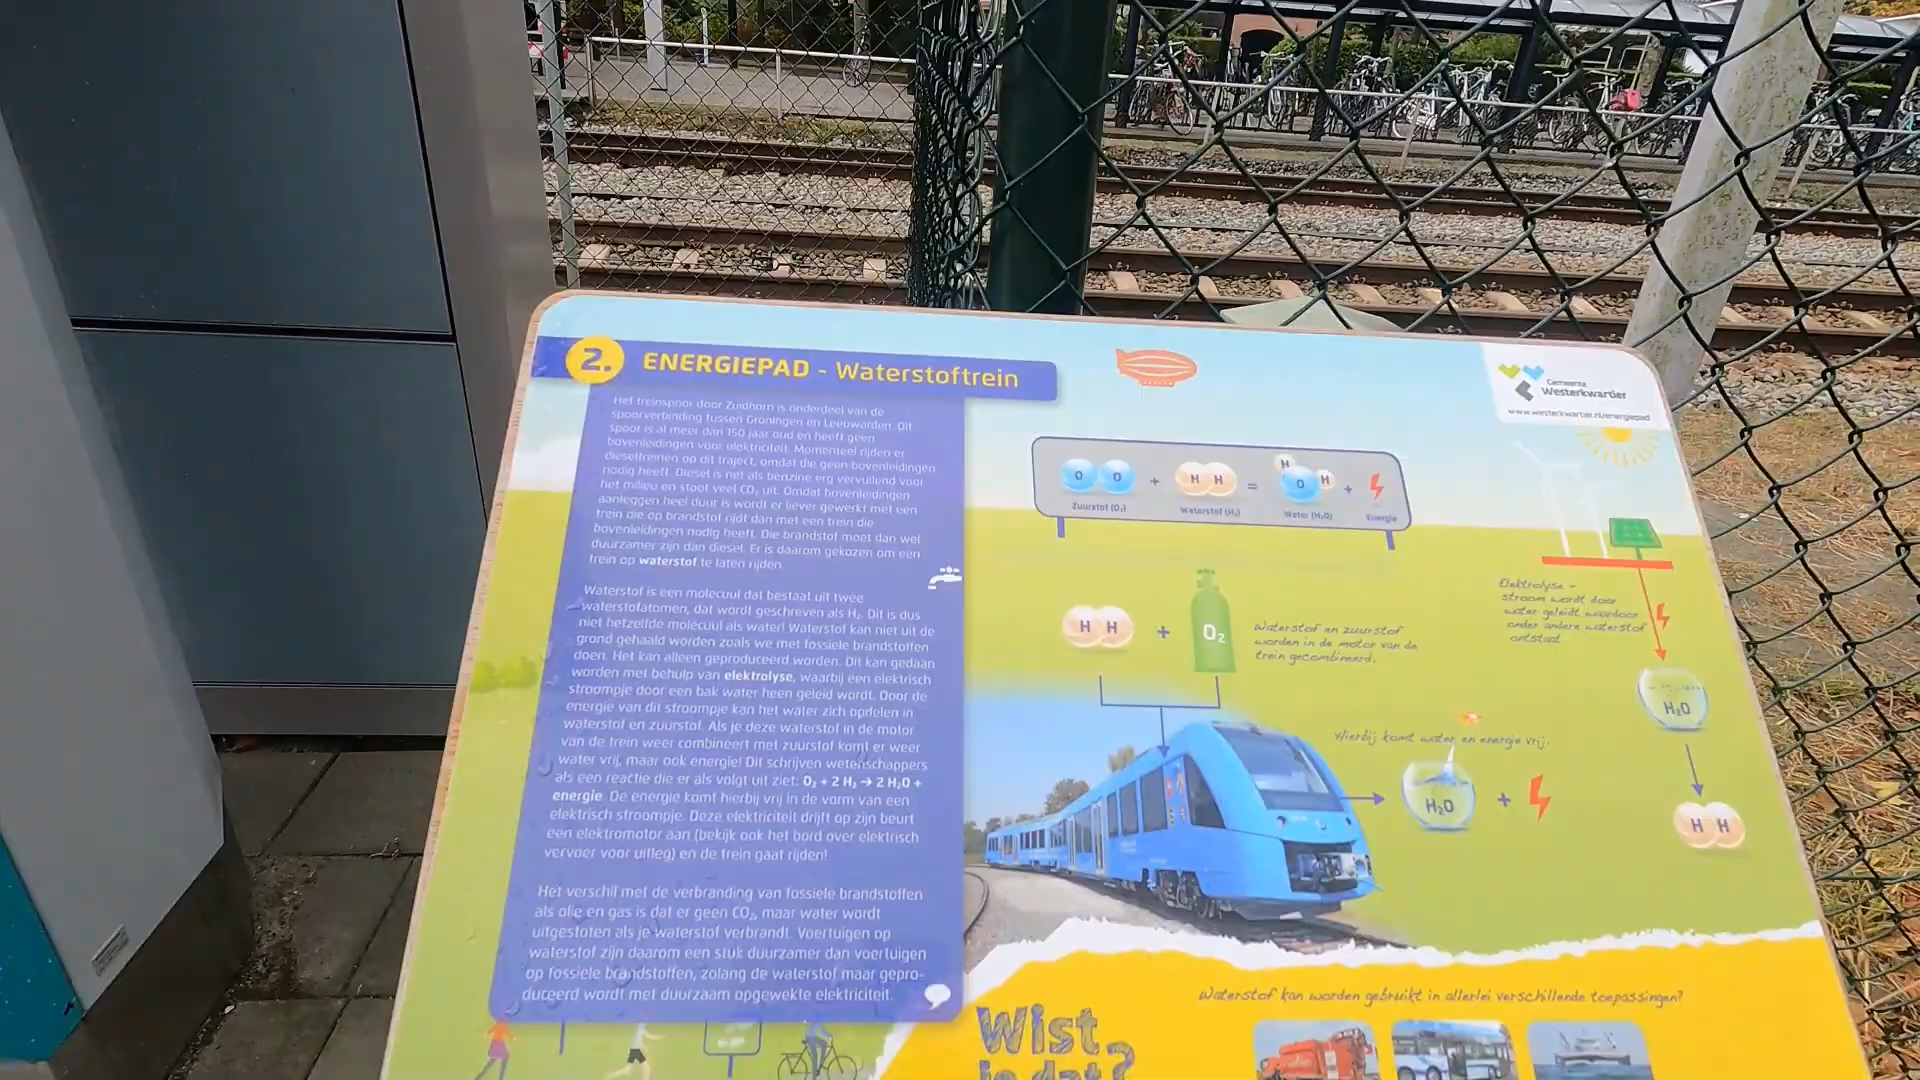 2. ENERGIEPAD - Waterstoftrein
Het treinspoor door Zuidhorn is onderdeel van de
spoorverbinding tussen Groningen en Leeuwarden. Dit
spoor is al meer dan 150 jaar oud en heeft geen
bovenleidingen voor elektriciteit. Momenteel rijden er
dieseltreinen op dit traject, omdat die geen bovenleidingen
nodig heeft. Diesel is net als benzine erg vervuilend voor
het milieu en stoot veel CO₂ uit. Omdat bovenleidingen
aanleggen heel duur is wordt er liever gewerkt met een
trein die op brandstof rijdt dan met een trein die
bovenleidingen nodig heeft. Die brandstof moet dan wel
duurzamer zijn dan diesel. Er is daarom gekozen om een
trein op waterstof te laten rijden.
Waterstof is een molecuul dat bestaat uit twee
waterstofatomen, dat wordt geschreven als H₂. Dit is dus
niet hetzelfde molecuul als water! Waterstof kan niet uit de
grond gehaald worden zoals we met fossiele brandstoffen
doen. Het kan alleen geproduceerd worden. Dit kan gedaan
worden met behulp van elektrolyse, waarbij een elektrisch
stroompje door een bak water heen geleid wordt. Door de
energie van dit stroompje kan het water zich opdelen in
waterstof en zuurstof. Als je deze waterstof in de motor
van de trein weer combineert met zuurstof komt er weer
water vrij, maar ook energie! Dit schrijven wetenschappers
als een reactie die er als volgt uit ziet: O₂ + 2 H₂ → 2 H₂O +
energie. De energie komt hierbij vrij in de vorm van een
elektrisch stroompje. Deze elektriciteit drijft op zijn beurt
een elektromotor aan (bekijk ook het bord over elektrisch
vervoer voor uitleg) en de trein gaat rijden!
Het verschil met de verbranding van fossiele brandstoffen
als olie en gas is dat er geen CO₂, maar water wordt
uitgestoten als je waterstof verbrandt. Voertuigen op
waterstof zijn daarom een stuk duurzamer dan voertuigen
op fossiele brandstoffen, zolang de waterstof maar gepro-
duceerd wordt met duurzaam opgewekte elektriciteit.
Gemeente
Westerkwartier
www.westerkwartier.nl/energiepad
O O + H H = H O H +
Zuurstof (O₂) Waterstof (H₂) Water (H₂O) Energie
H H + O₂
Waterstof en zuurstof
worden in de motor van de
trein gecombineerd.
Elektrolyse -
stroom wordt door
water geleidt waardoor
onder andere waterstof
ontstaat
H₂O
Hierbij komt water en energie vrij.
H₂O +
H H
Waterstof kan worden gebruikt in allerlei verschillende toepassingen?
Wist
je dat?